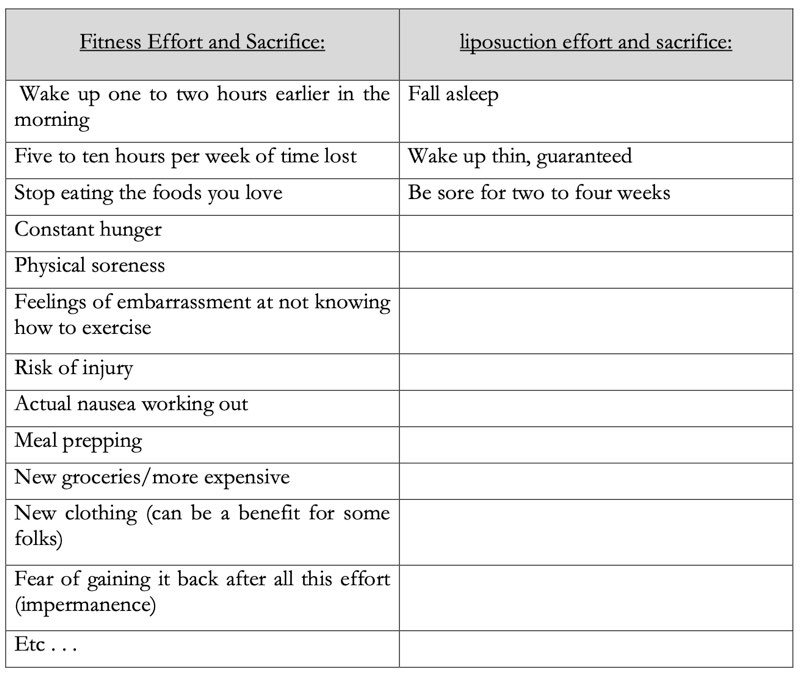 Fitness Effort and Sacrifice:
liposuction effort and sacrifice:
Wake up one to two hours earlier in the
morning
Fall asleep
Five to ten hours per week of time lost
Wake up thin, guaranteed
Stop eating the foods you love
Be sore for two to four weeks
Constant hunger
Physical soreness
Feelings of embarrassment at not knowing
how to exercise
Risk of injury
Actual nausea working out
Meal prepping
New groceries/more expensive
New clothing (can be a benefit for some
folks)
Fear of gaining it back after all this effort
(impermanence)
Etc . . .